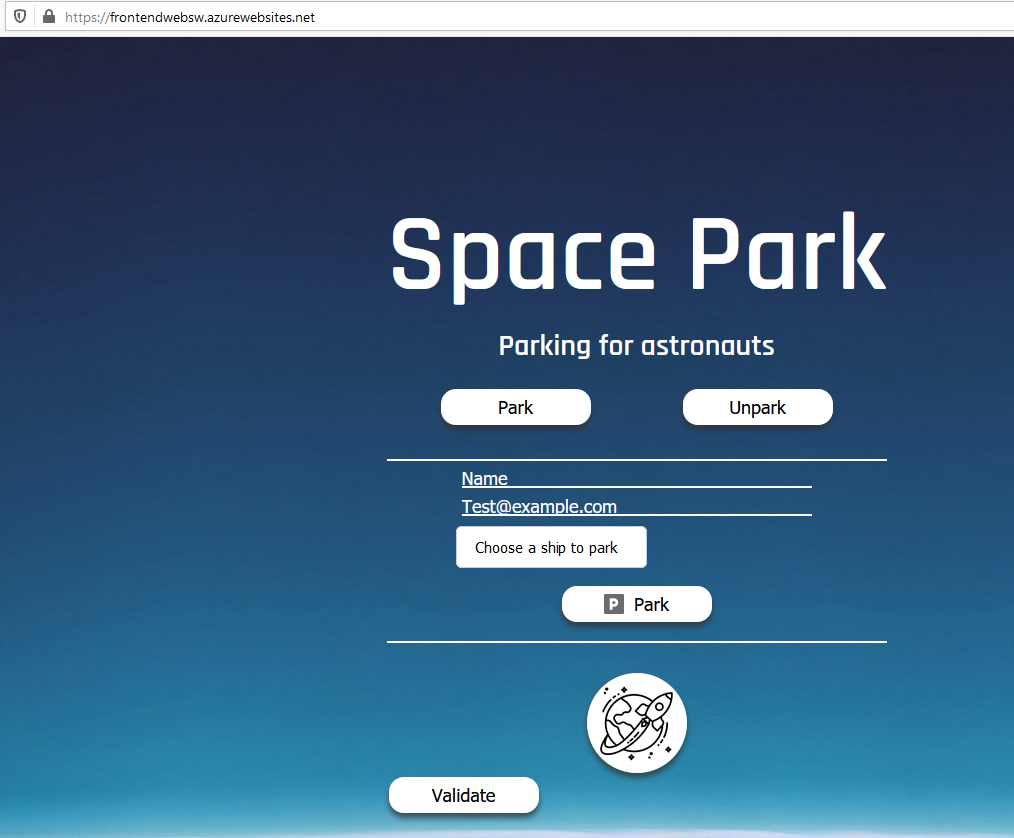 https://frontendwebsw.azurewebsites.net
Space Park
Parking for astronauts
Park Unpark
Name
Test@example.com
Choose a ship to park
P Park
Validate